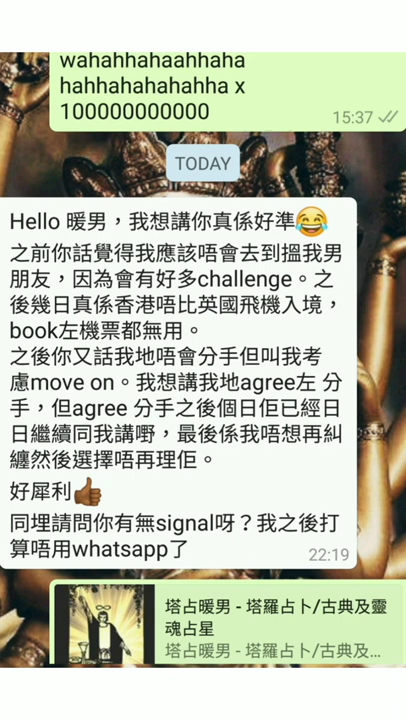 wahahhahaahhaha
hahhahahahahha x
100000000000
15:37
TODAY
Hello 暖男，我想講你真係好準😂
之前你話覺得我應該唔會去到搵我男
朋友，因為會有好多challenge。之
後幾日真係香港唔比英國飛機入境，
book左機票都無用。
之後你又話我地唔會分手但叫我考
慮move on。我想講我地agree左 分
手，但agree 分手之後個日佢已經日
日繼續同我講嘢，最後係我唔想再糾
纏然後選擇唔再理佢。
好犀利👍🏾
同埋請問你有無signal呀？我之後打
算唔用whatsapp了
22:19
塔占暖男 - 塔羅占卜/古典及靈
魂占星
塔占暖男 - 塔羅占卜/古典及...